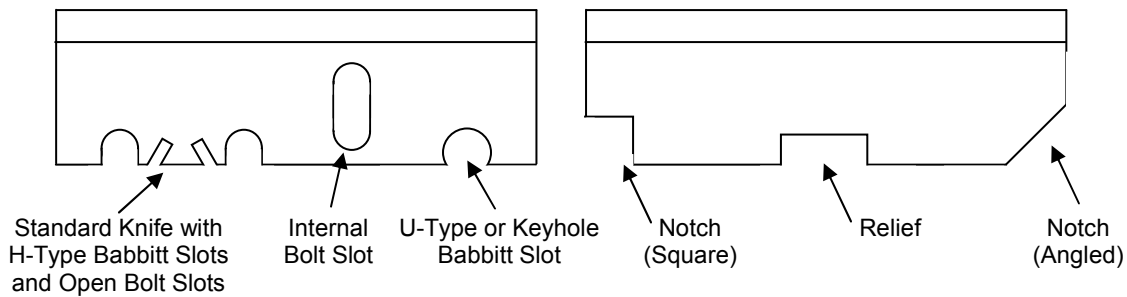 Standard Knife with
H-Type Babbitt Slots
and Open Bolt Slots
Internal
Bolt Slot
U-Type or Keyhole
Babbitt Slot
Notch
(Square)
Relief
Notch
(Angled)